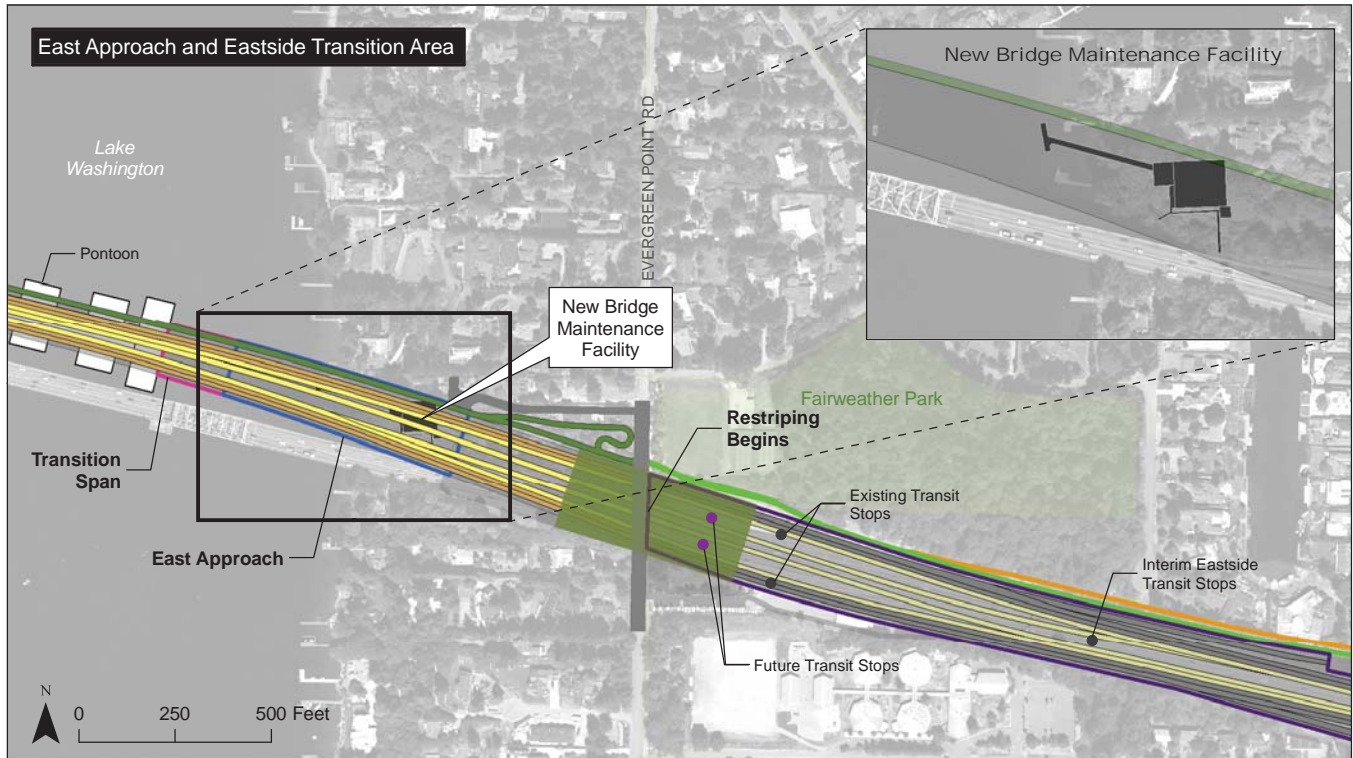 East Approach and Eastside Transition Area
New Bridge Maintenance Facility
Lake
Washington
EVERGREEN POINT RD
Pontoon
New Bridge
Maintenance
Facility
Fairweather Park
Restriping
Begins
Transition
Span
Existing Transit
Stops
East Approach
Interim Eastside
Transit Stops
Future Transit Stops
N
0 250 500 Feet